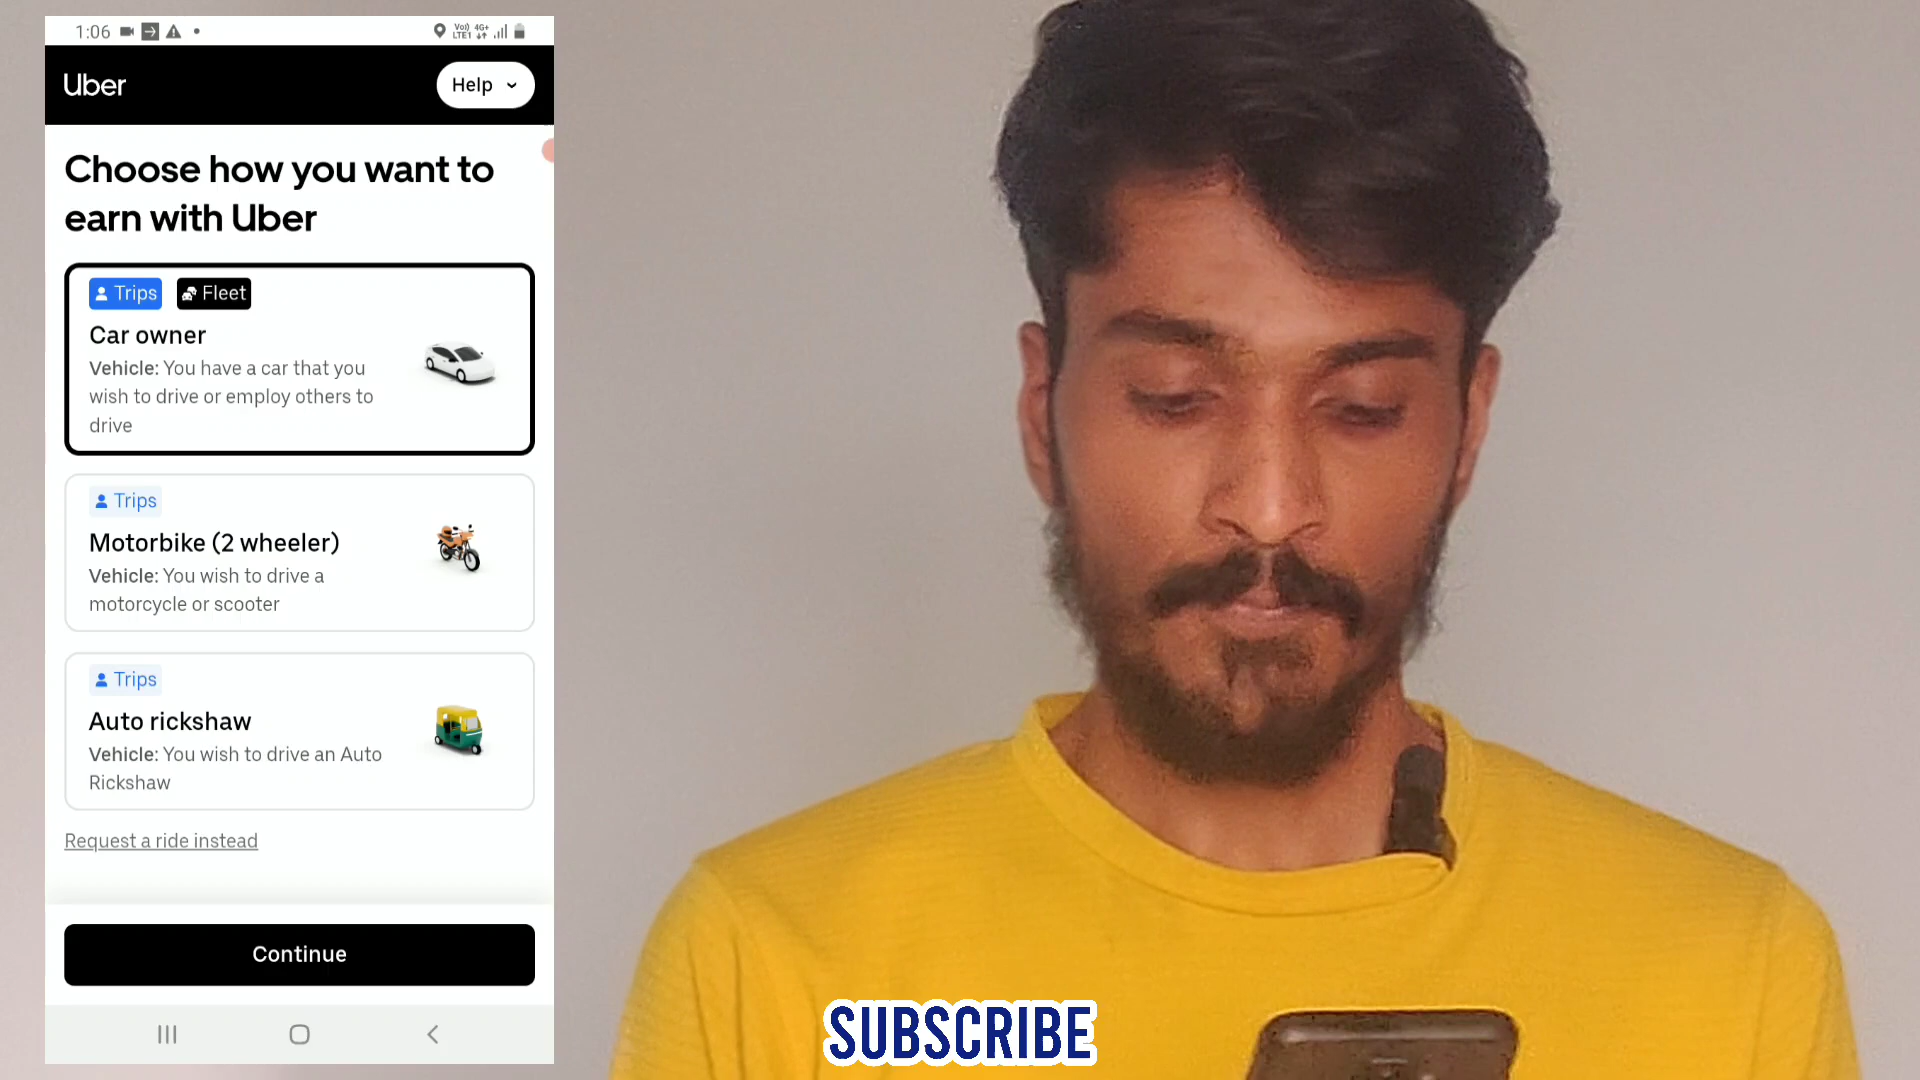 1:06
Vo) 4G+
LTE1
Uber
Help
Choose how you want to
earn with Uber
Trips
Fleet
Car owner
Vehicle: You have a car that you
wish to drive or employ others to
drive
Trips
Motorbike (2 wheeler)
Vehicle: You wish to drive a
motorcycle or scooter
Trips
Auto rickshaw
Vehicle: You wish to drive an Auto
Rickshaw
Request a ride instead
Continue
SUBSCRIBE